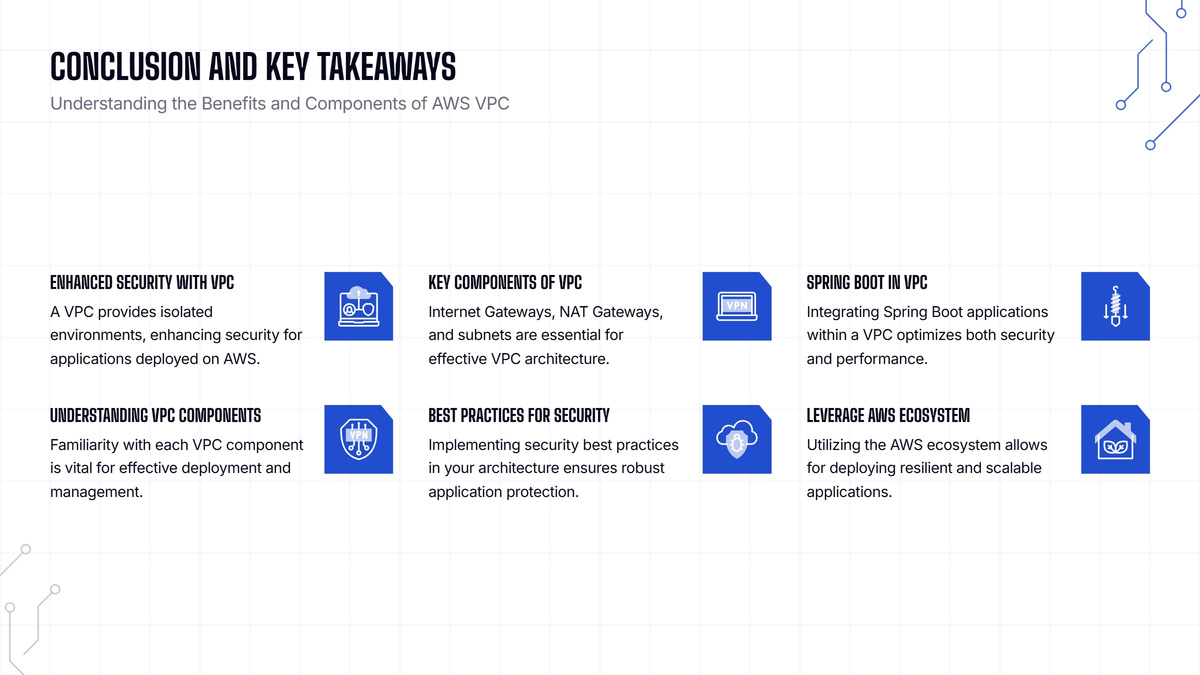 CONCLUSION AND KEY TAKEAWAYS
Understanding the Benefits and Components of AWS VPC
ENHANCED SECURITY WITH VPC
A VPC provides isolated
environments, enhancing security for
applications deployed on AWS.
KEY COMPONENTS OF VPC
Internet Gateways, NAT Gateways,
and subnets are essential for
effective VPC architecture.
VPN
SPRING BOOT IN VPC
Integrating Spring Boot applications
within a VPC optimizes both security
and performance.
UNDERSTANDING VPC COMPONENTS
Familiarity with each VPC component
is vital for effective deployment and
management.
VPN
BEST PRACTICES FOR SECURITY
Implementing security best practices
in your architecture ensures robust
application protection.
LEVERAGE AWS ECOSYSTEM
Utilizing the AWS ecosystem allows
for deploying resilient and scalable
applications.